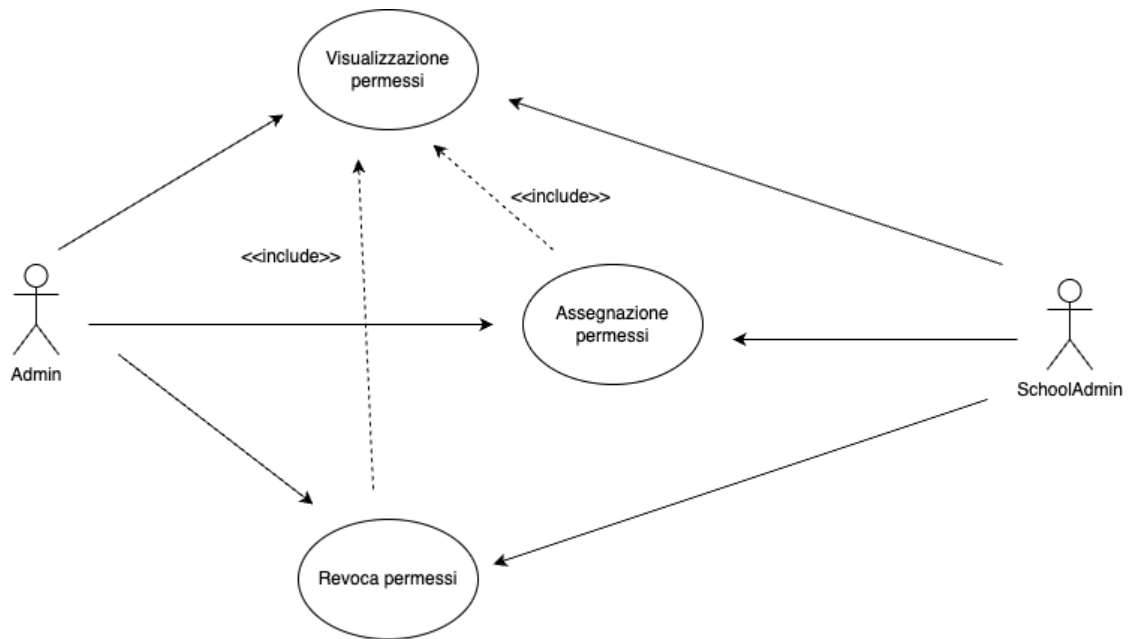 Visualizzazione
permessi
<<include>>
<<include>>
Assegnazione
permessi
Admin
SchoolAdmin
Revoca permessi